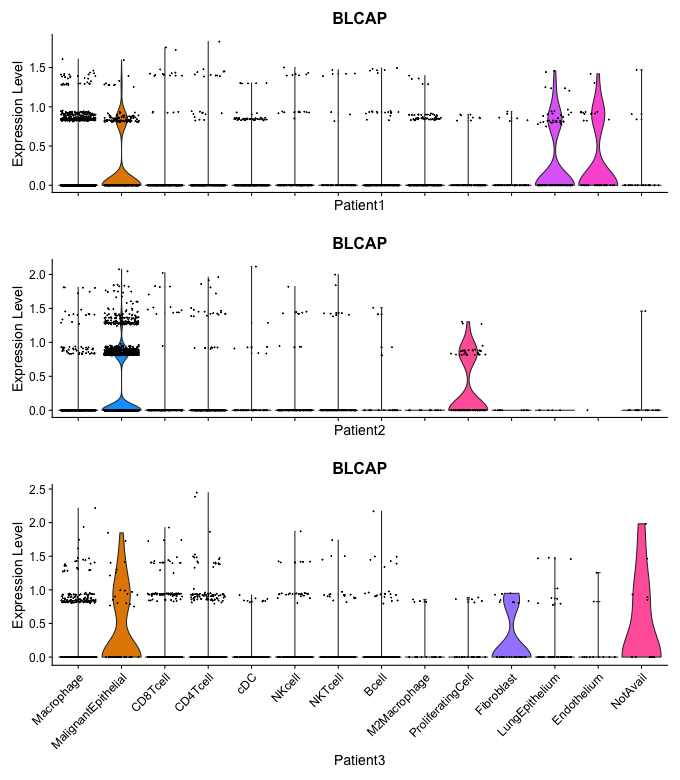 BLCAP
Expression Level
1.5
1.0
0.5
0.0
Patient1
BLCAP
Expression Level
2.0
1.5
1.0
0.5
0.0
Patient2
BLCAP
Expression Level
2.5
2.0
1.5
1.0
0.5
0.0
Macrophage
MalignantEpithelial
CD8Tcell
CD4Tcell
cDC
NKcell
NKTcell
Bcell
M2Macrophage
ProliferatingCell
Fibroblast
LungEpithelium
Endothelium
NotAvail
Patient3